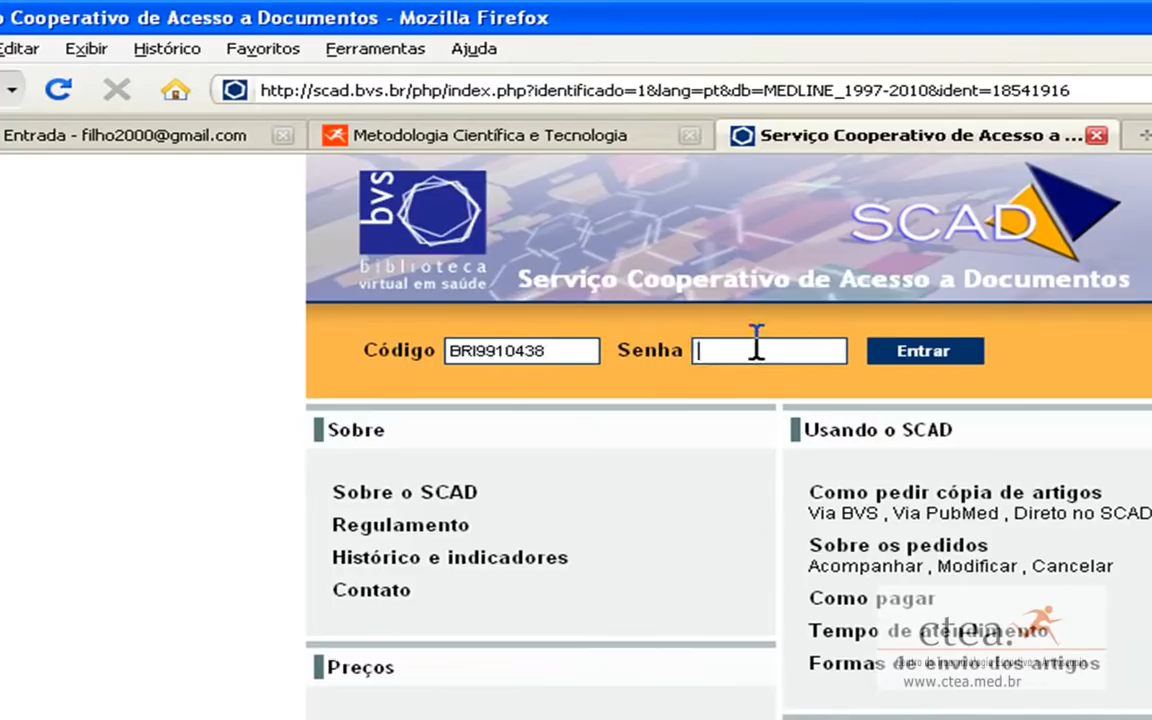 o Cooperativo de Acesso a Documentos - Mozilla Firefox
Editar Exibir Histórico Favoritos Ferramentas Ajuda
http://scad.bvs.br/php/index.php?identificado=1&lang=pt&db=MEDLINE_1997-2010&ident=18541916
Entrada - filho2000@gmail.com Metodologia Científica e Tecnologia Serviço Cooperativo de Acesso a ...
bvs
biblioteca
virtual em saúde
SCAD
Serviço Cooperativo de Acesso a Documentos
Código BRI9910438 Senha Entrar
Sobre
Sobre o SCAD
Regulamento
Histórico e indicadores
Contato
Preços
Usando o SCAD
Como pedir cópia de artigos
Via BVS , Via PubMed , Direto no SCAD
Sobre os pedidos
Acompanhar , Modificar , Cancelar
Como pagar
Tempo de atendimento
Formas de envio dos artigos
ctea.
www.ctea.med.br